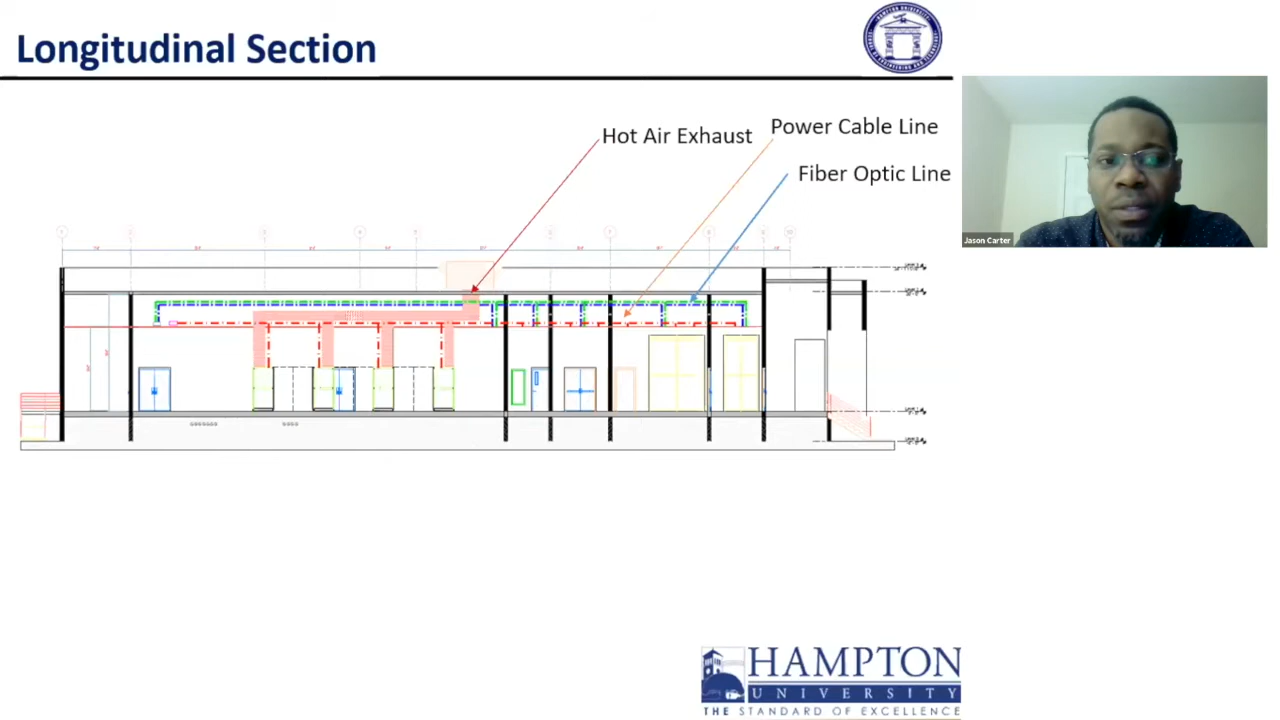 Longitudinal Section
Hot Air Exhaust
Power Cable Line
Fiber Optic Line
Jason Carter
HAMPTON
UNIVERSITY
THE STANDARD OF EXCELLENCE